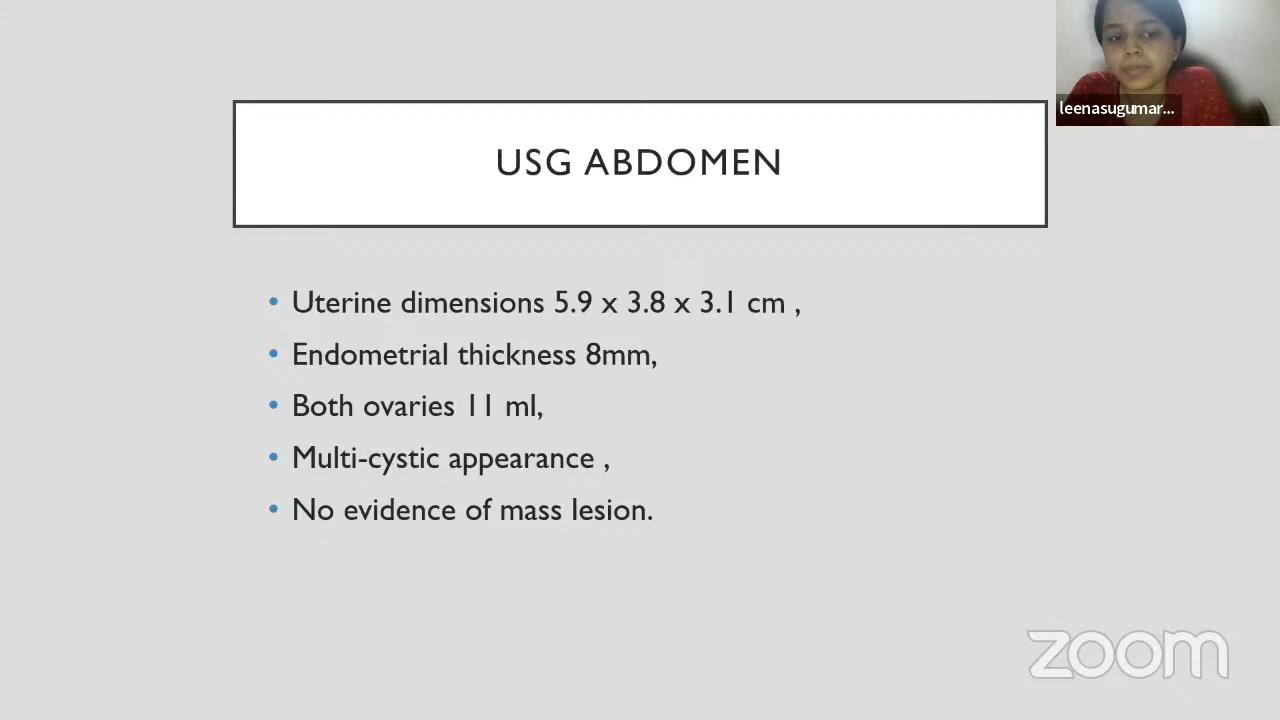 leenasugumar...
USG ABDOMEN
• Uterine dimensions 5.9 x 3.8 x 3.1 cm ,
• Endometrial thickness 8mm,
• Both ovaries 11 ml,
• Multi-cystic appearance ,
• No evidence of mass lesion.
zoom